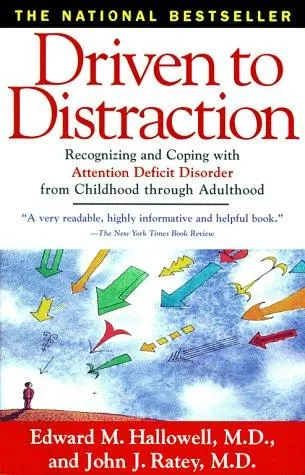 THE NATIONAL BESTSELLER
Driven to
Distraction
Recognizing and Coping with
Attention Deficit Disorder
from Childhood through Adulthood
“A very readable, highly informative and helpful book.”
—The New York Times Book Review
Edward M. Hallowell, M.D.,
and John J. Ratey, M.D.